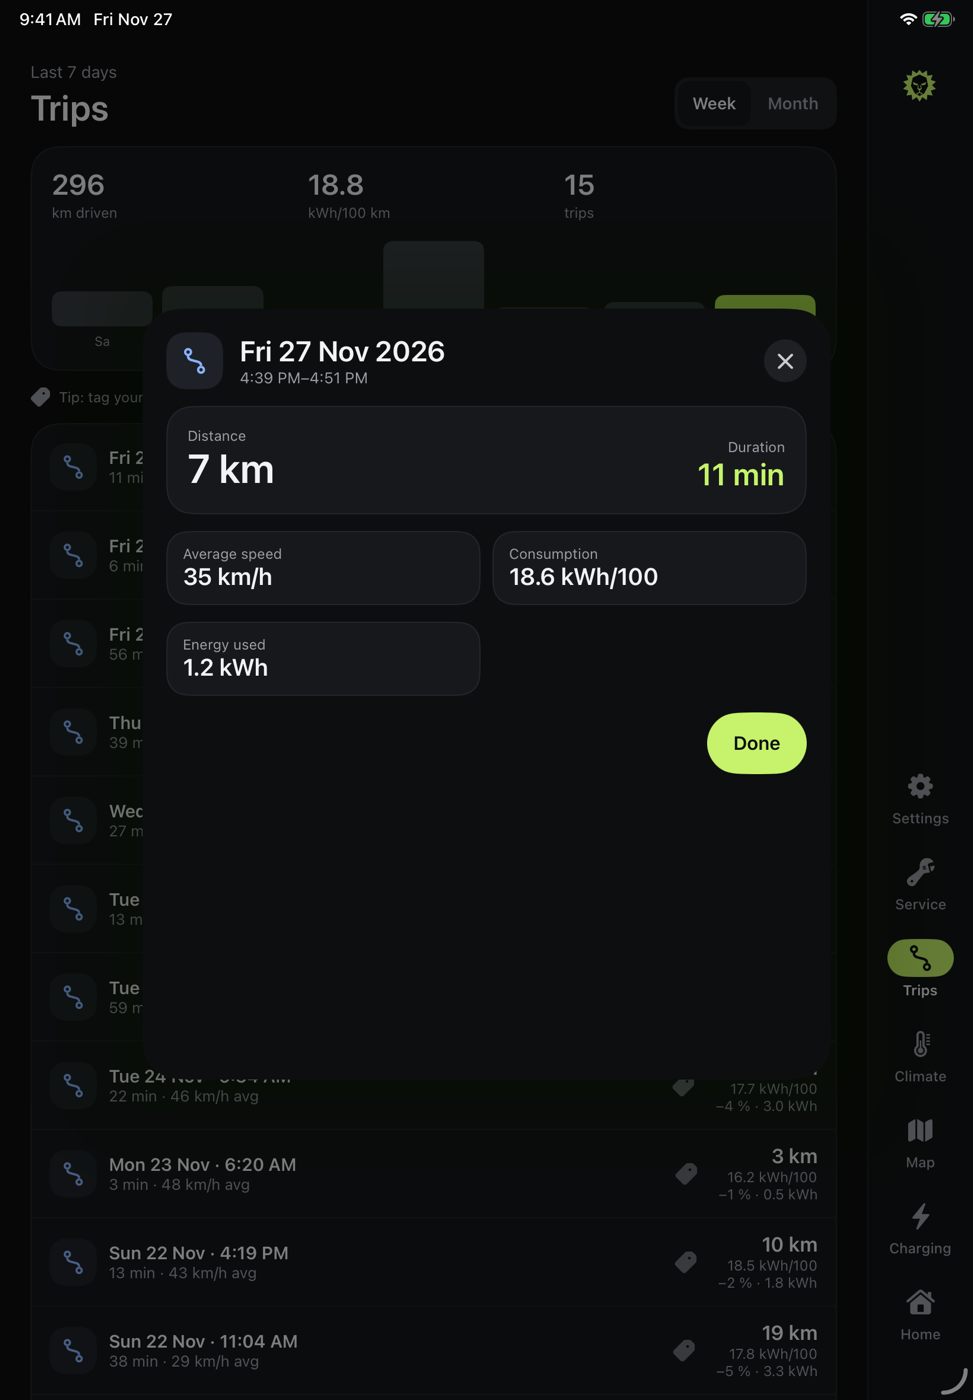 9:41 AM Fri Nov 27
Last 7 days
Trips
Week
Month
296
km driven
18.8
kWh/100 km
15
trips
Sa
Tip: tag your
Fri 27 Nov 2026
4:39 PM–4:51 PM
Distance
7 km
Duration
11 min
Average speed
35 km/h
Consumption
18.6 kWh/100
Energy used
1.2 kWh
Done
Fri 2
11 mi
Fri 2
6 min
Fri 2
56 m
Thu
39 m
Wed
27 m
Tue
13 m
Tue
59 m
Tue 24 Nov
22 min · 46 km/h avg
17.7 kWh/100
−4 % · 3.0 kWh
Mon 23 Nov · 6:20 AM
3 min · 48 km/h avg
3 km
16.2 kWh/100
−1 % · 0.5 kWh
Sun 22 Nov · 4:19 PM
13 min · 43 km/h avg
10 km
18.5 kWh/100
−2 % · 1.8 kWh
Sun 22 Nov · 11:04 AM
38 min · 29 km/h avg
19 km
17.8 kWh/100
−5 % · 3.3 kWh
Settings
Service
Trips
Climate
Map
Charging
Home